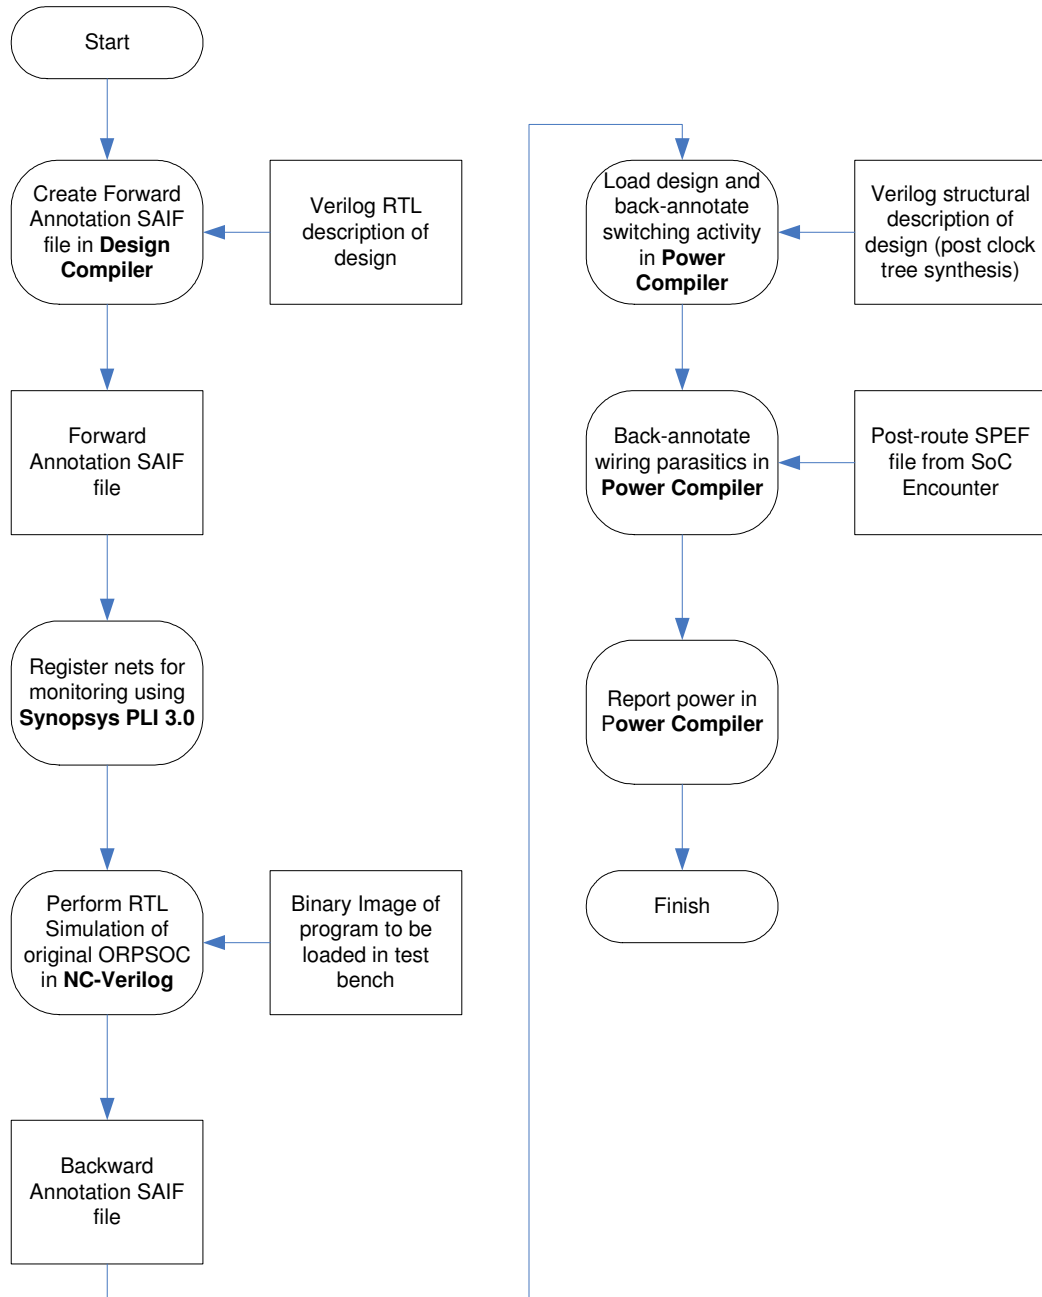 Start
Create Forward
Annotation SAIF
file in Design
Compiler
Verilog RTL
description of
design
Forward
Annotation SAIF
file
Register nets for
monitoring using
Synopsys PLI 3.0
Perform RTL
Simulation of
original ORPSOC
in NC-Verilog
Binary Image of
program to be
loaded in test
bench
Backward
Annotation SAIF
file
Load design and
back-annotate
switching activity
in Power
Compiler
Verilog structural
description of
design (post clock
tree synthesis)
Back-annotate
wiring parasitics in
Power Compiler
Post-route SPEF
file from SoC
Encounter
Report power in
Power Compiler
Finish